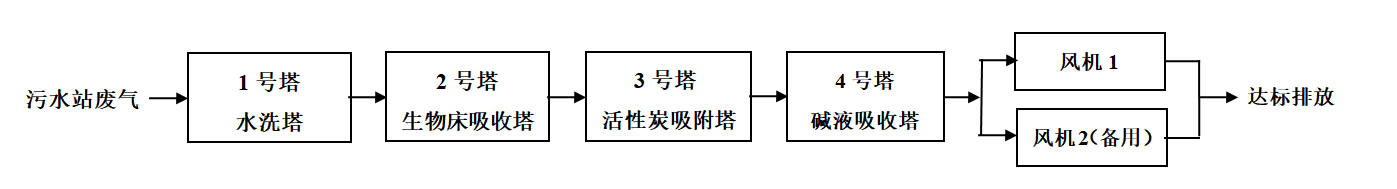 污水站废气
1 号塔
水洗塔
2 号塔
生物床吸收塔
3 号塔
活性炭吸附塔
4 号塔
碱液吸收塔
风机 1
风机2（备用）
达标排放